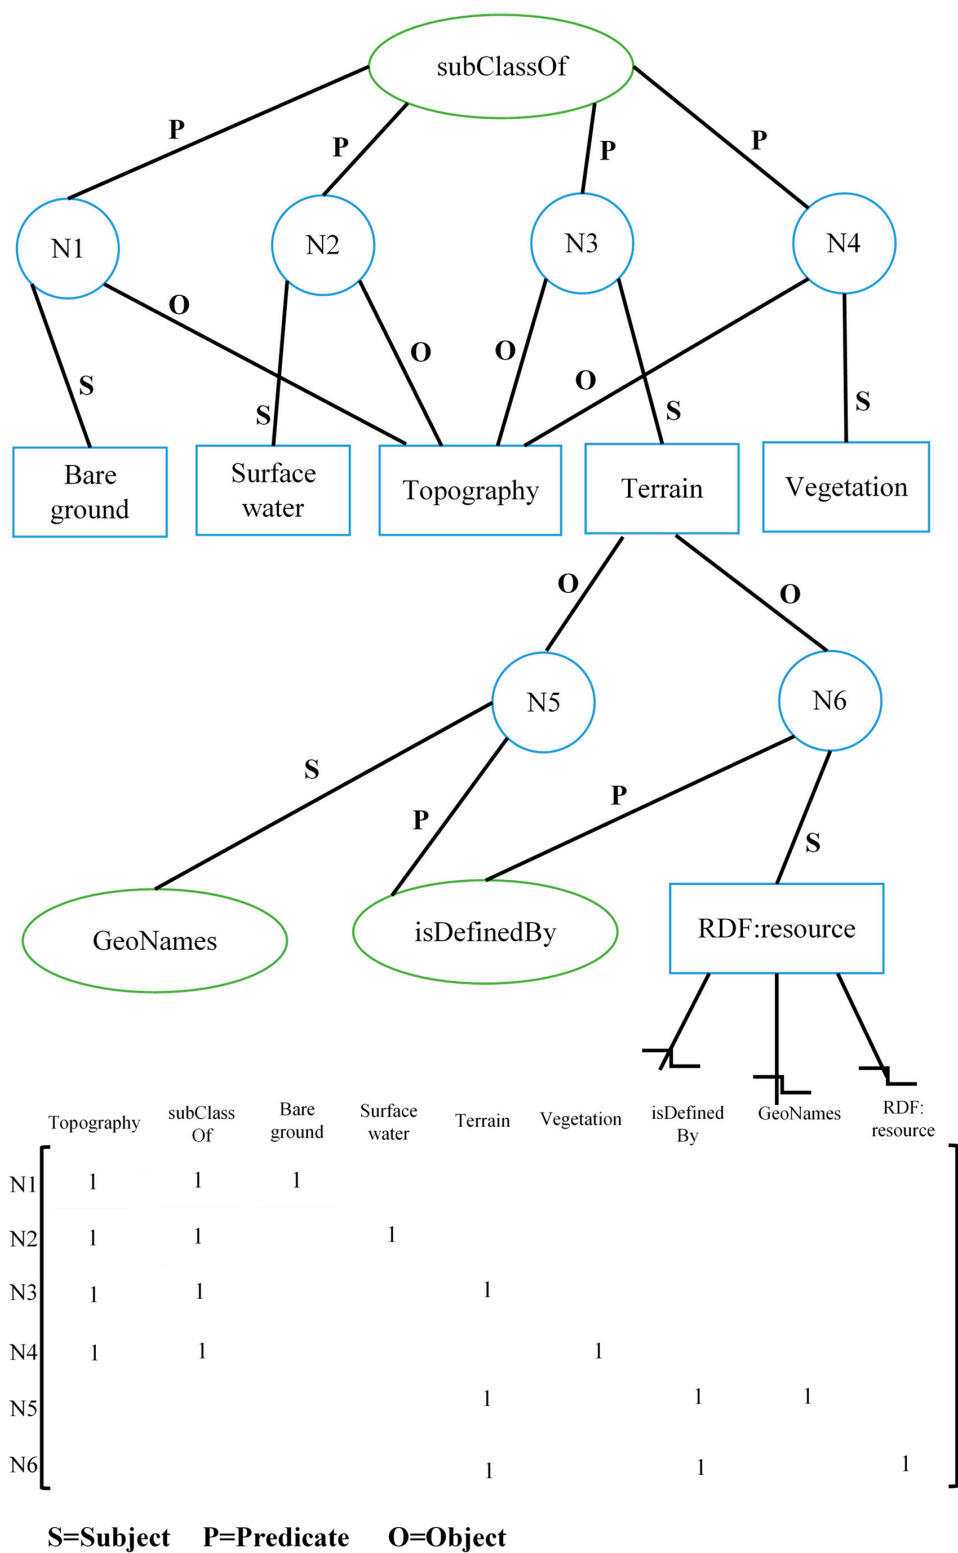 subClassOf
P
P
P
P
N1
N2
N3
N4
O
O
O
O
S
S
S
S
Bare
ground
Surface
water
Topography
Terrain
Vegetation
O
O
N5
N6
S
P
P
S
GeoNames
isDefinedBy
RDF:resource
Topography
subClass
Of
Bare
ground
Surface
water
Terrain
Vegetation
isDefined
By
GeoNames
RDF:
resource
N1 1 1 1
N2 1 1 1
N3 1 1 1
N4 1 1 1
N5 1 1 1
N6 1 1 1
S=Subject P=Predicate O=Object